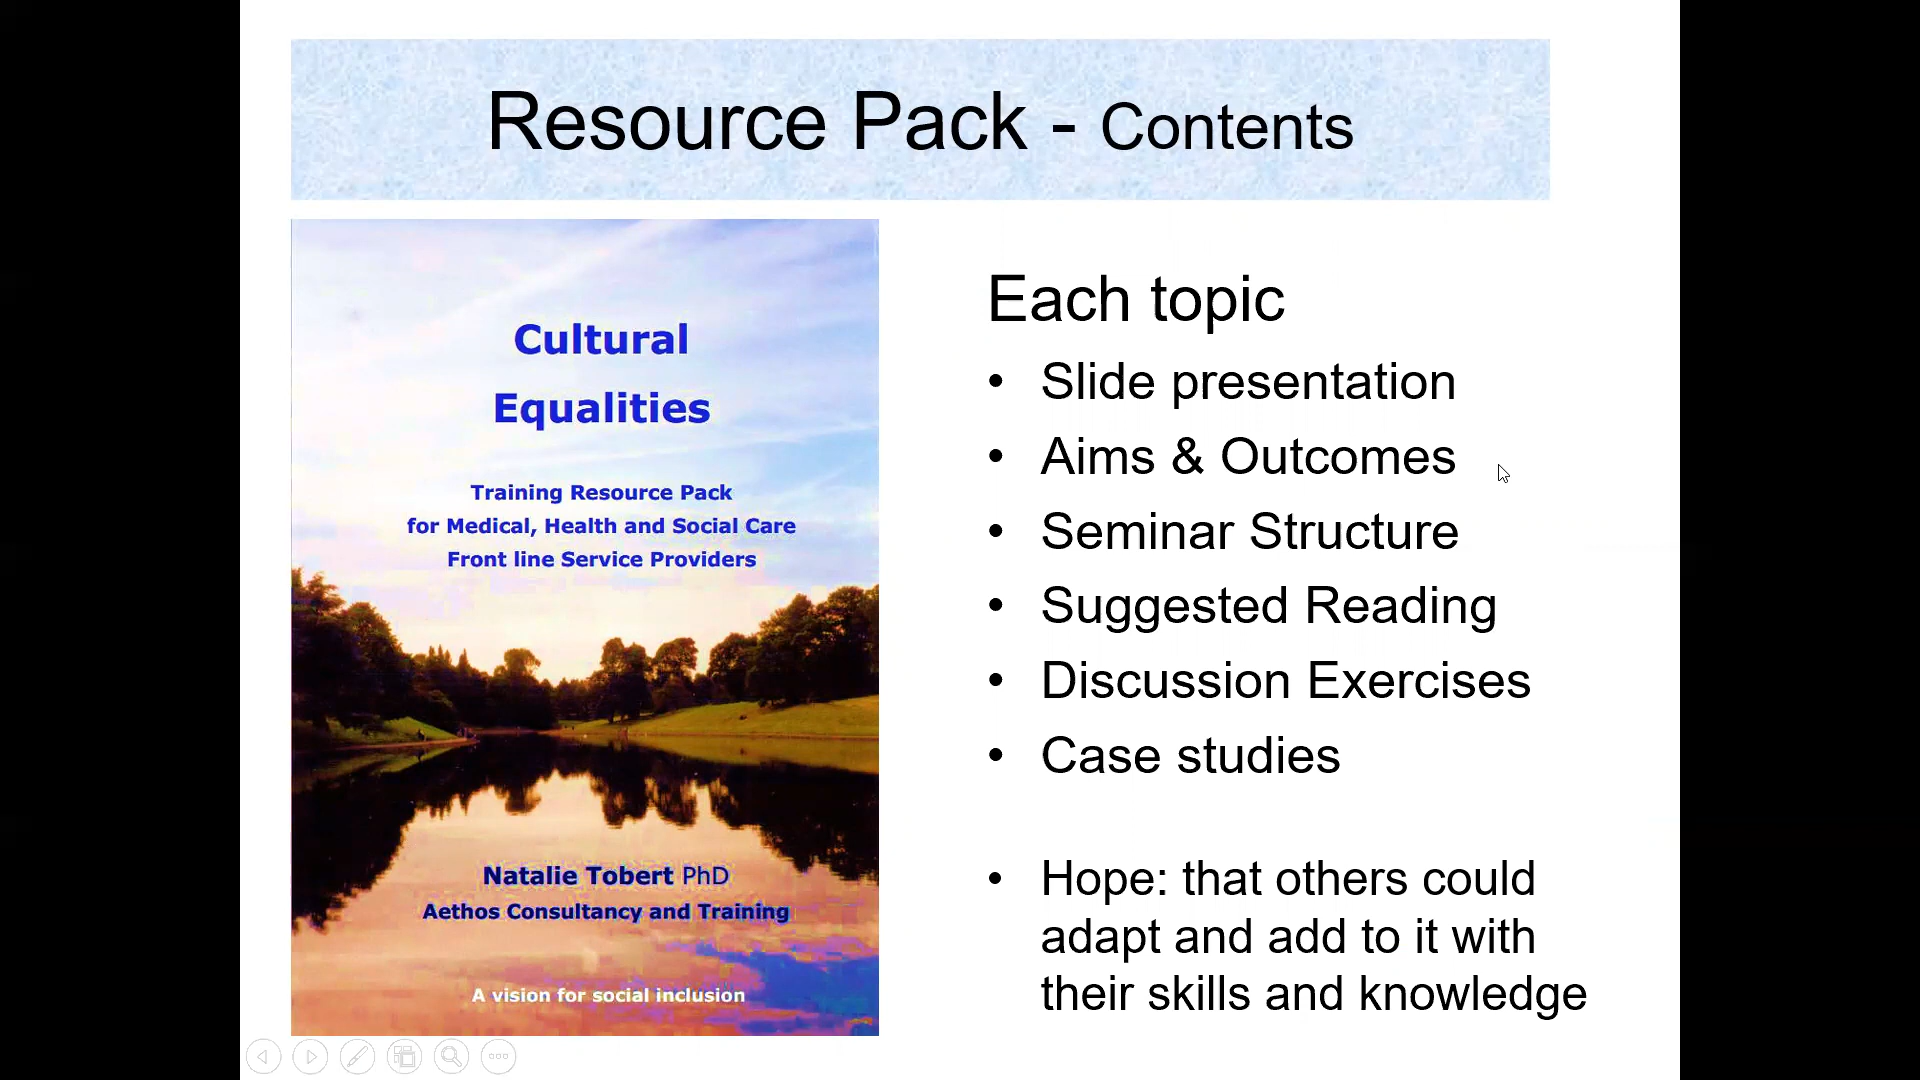 Resource Pack - Contents
Cultural
Equalities
Training Resource Pack
for Medical, Health and Social Care
Front line Service Providers
Natalie Tobert PhD
Aethos Consultancy and Training
A vision for social inclusion
Each topic
• Slide presentation
• Aims & Outcomes
• Seminar Structure
• Suggested Reading
• Discussion Exercises
• Case studies
• Hope: that others could
adapt and add to it with
their skills and knowledge